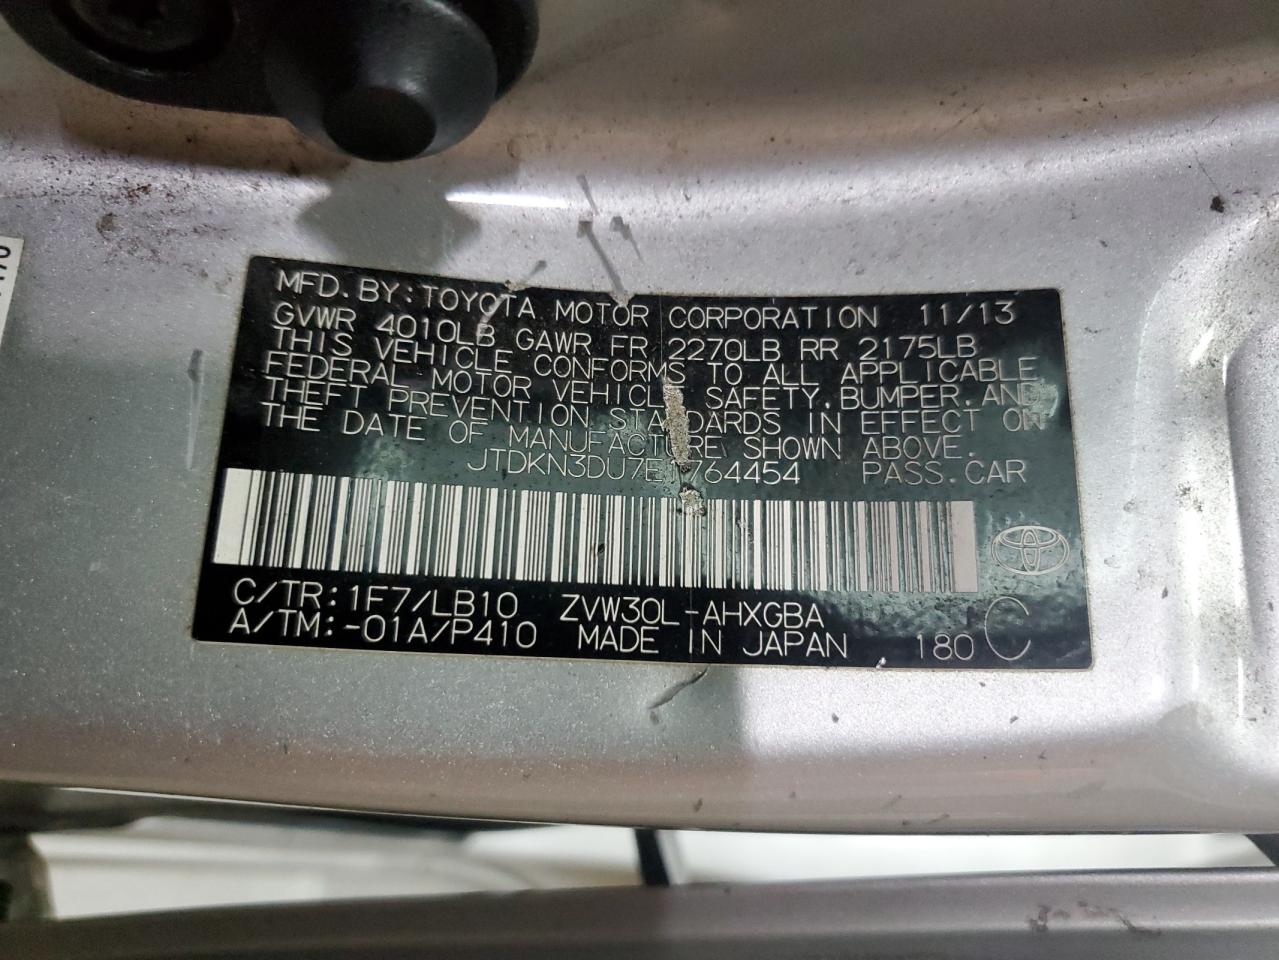 MFD.BY:TOYOTA MOTOR CORPORATION 11/13
GVWR 4010LB GAWR FR 2270LB RR 2175LB
THIS VEHICLE CONFORMS TO ALL APPLICABLE
FEDERAL MOTOR VEHICLE SAFETY,BUMPER,AND
THEFT PREVENTION STANDARDS IN EFFECT ON
THE DATE OF MANUFACTURE SHOWN ABOVE.
PASS.CAR
C/TR:1F7/LB10 ZVW30L-AHXGBA
A/TM:-01A/P410 MADE IN JAPAN 180 C